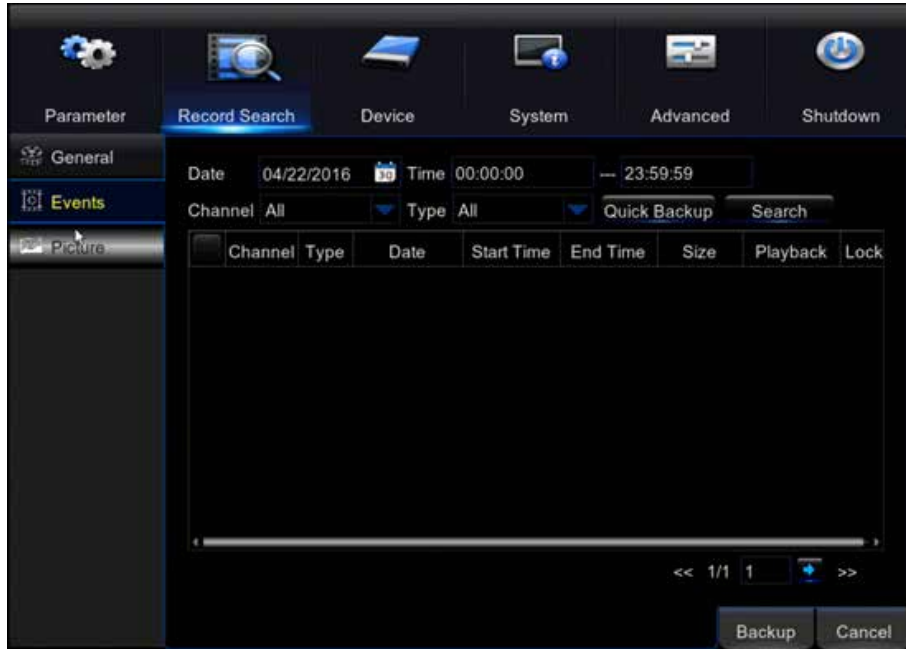 Parameter Record Search Device System Advanced Shutdown
General
Events
Picture
Date 04/22/2016 30 Time 00:00:00 --- 23:59:59
Channel All Type All Quick Backup Search
Channel Type Date Start Time End Time Size Playback Lock
<< 1/1 1 >>
Backup Cancel